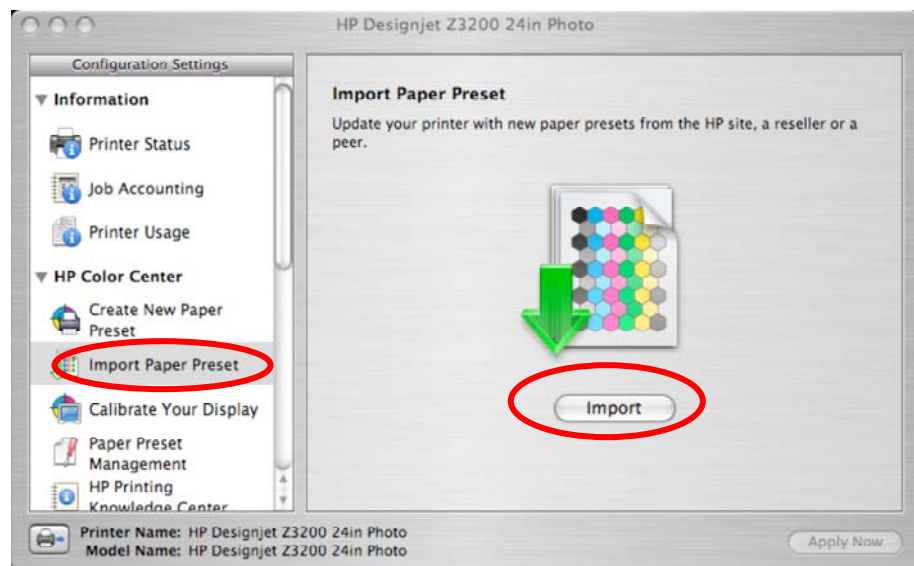 HP Designjet Z3200 24in Photo
Configuration Settings
Information
Printer Status
Job Accounting
Printer Usage
HP Color Center
Create New Paper
Preset
Import Paper Preset
Calibrate Your Display
Paper Preset
Management
HP Printing
Knowledge Center
Import Paper Preset
Update your printer with new paper presets from the HP site, a reseller or a
peer.
Import
Printer Name: HP Designjet Z3200 24in Photo
Model Name: HP Designjet Z3200 24in Photo
Apply Now